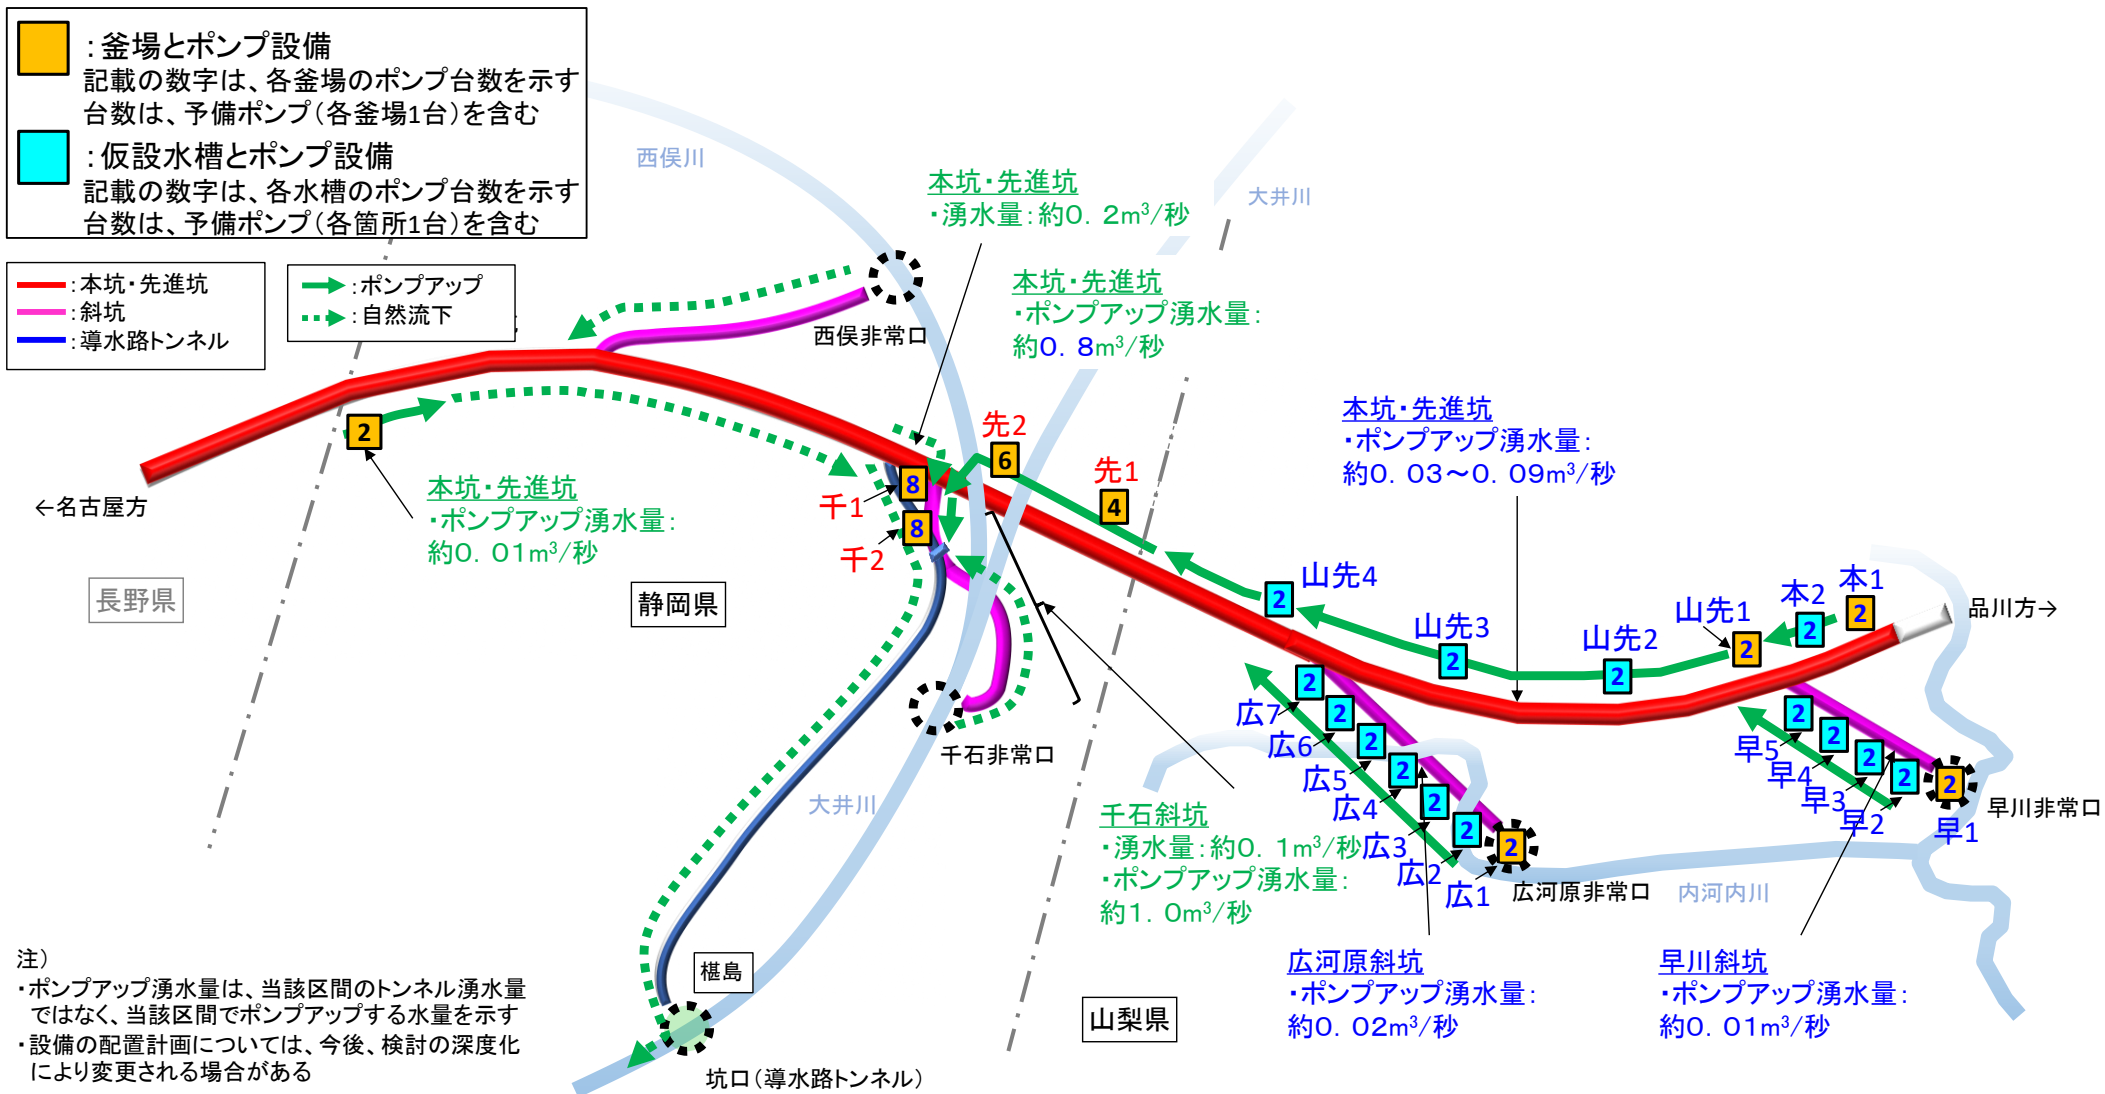 ：釜場とポンプ設備
記載の数字は、各釜場のポンプ台数を示す
台数は、予備ポンプ（各釜場1台）を含む
：仮設水槽とポンプ設備
記載の数字は、各水槽のポンプ台数を示す
台数は、予備ポンプ（各箇所1台）を含む
：本坑・先進坑
：斜坑
：導水路トンネル
：ポンプアップ
：自然流下
西俣川
大井川
本坑・先進坑
・湧水量：約0．2m³/秒
本坑・先進坑
・ポンプアップ湧水量：
約0．8m³/秒
西俣非常口
2
←名古屋方
本坑・先進坑
・ポンプアップ湧水量：
約0．01m³/秒
長野県
静岡県
千1
8
千2
8
先2
6
先1
4
本坑・先進坑
・ポンプアップ湧水量：
約0．03～0．09m³/秒
山先4
2
山先3
2
山先2
2
山先1
2
本2
2
本1
2
品川方→
広7
2
広6
2
広5
2
広4
2
広3
2
広2
2
広1
2
早5
2
早4
2
早3
2
早2
2
早1
2
早川非常口
広河原非常口
内河内川
千石非常口
大井川
千石斜坑
・湧水量：約0．1m³/秒
・ポンプアップ湧水量：
約1．0m³/秒
広河原斜坑
・ポンプアップ湧水量：
約0．02m³/秒
早川斜坑
・ポンプアップ湧水量：
約0．01m³/秒
山梨県
椹島
坑口（導水路トンネル）
注）
・ポンプアップ湧水量は、当該区間のトンネル湧水量
ではなく、当該区間でポンプアップする水量を示す
・設備の配置計画については、今後、検討の深度化
により変更される場合がある